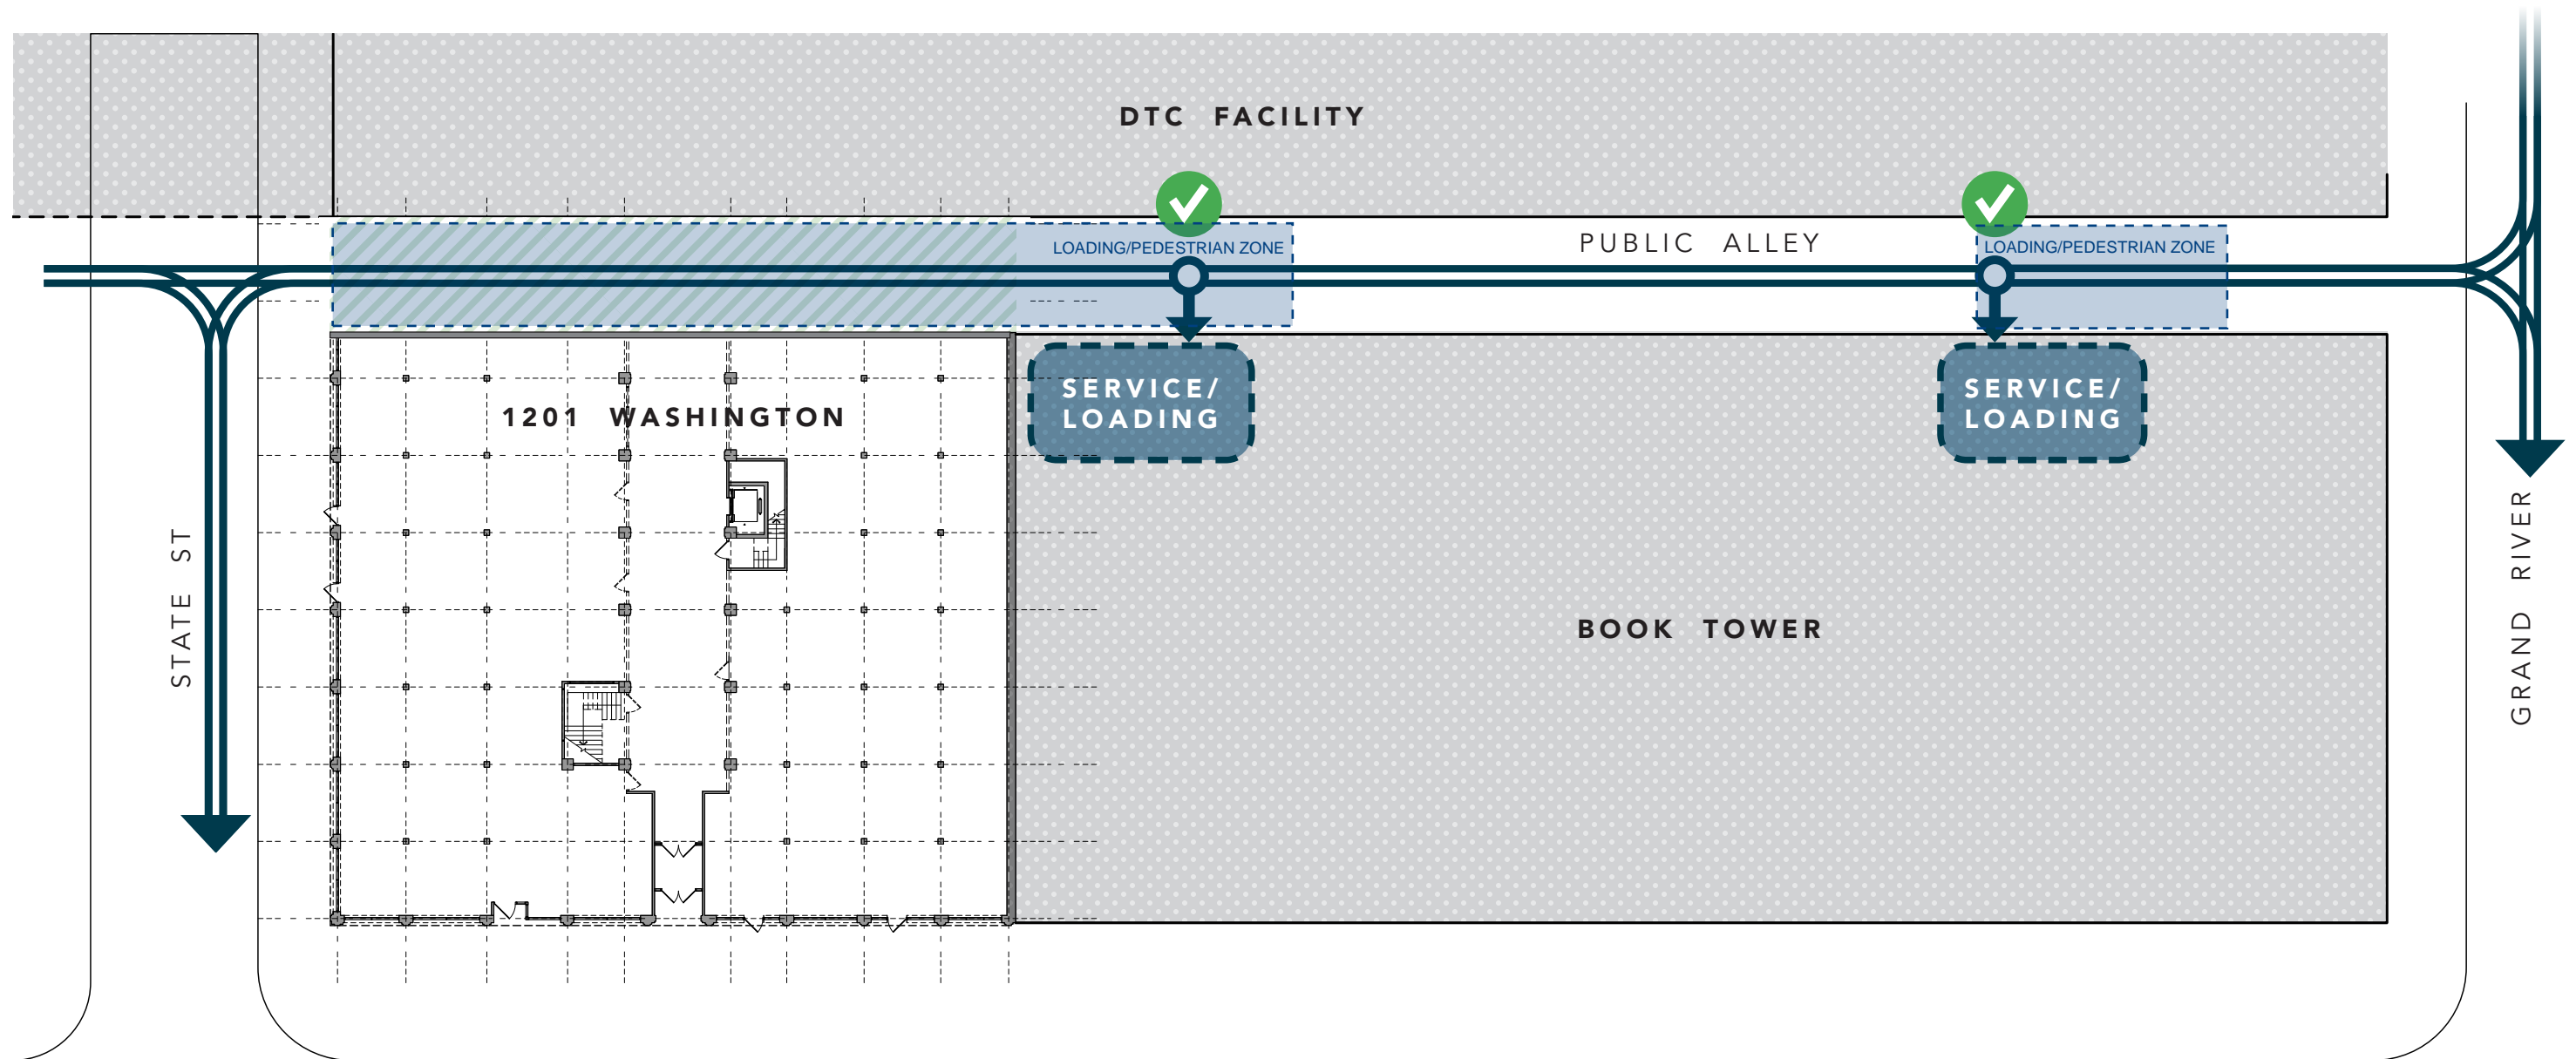 DTC FACILITY
PUBLIC ALLEY
LOADING/PEDESTRIAN ZONE
LOADING/PEDESTRIAN ZONE
1201 WASHINGTON
SERVICE/
LOADING
SERVICE/
LOADING
STATE ST
BOOK TOWER
GRAND RIVER